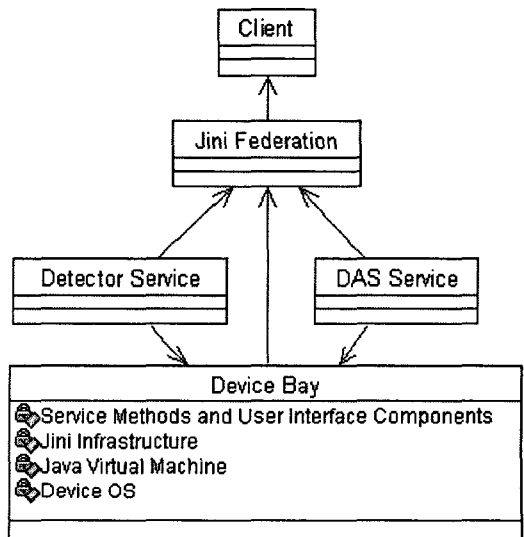 Client
Jini Federation
Detector Service
DAS Service
Device Bay
Service Methods and User Interface Components
Jini Infrastructure
Java Virtual Machine
Device OS